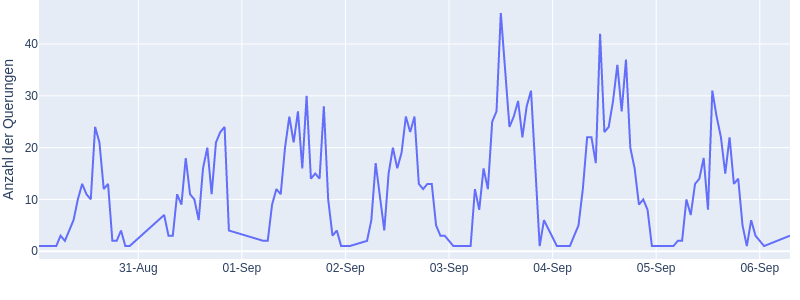 Anzahl der Querungen
40
30
20
10
0
31-Aug
01-Sep
02-Sep
03-Sep
04-Sep
05-Sep
06-Sep